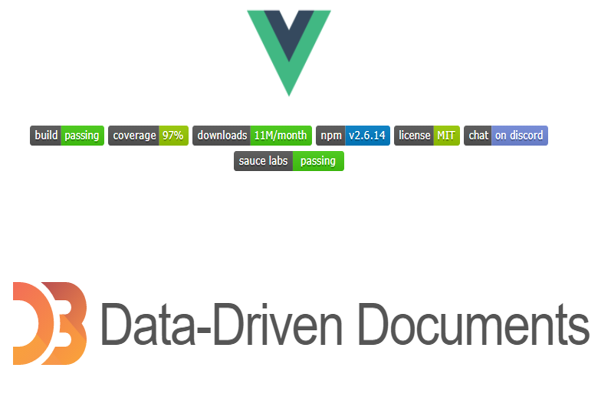 build passing coverage 97% downloads 11M/month npm v2.6.14 license MIT chat on discord
sauce labs passing
D3 Data-Driven Documents